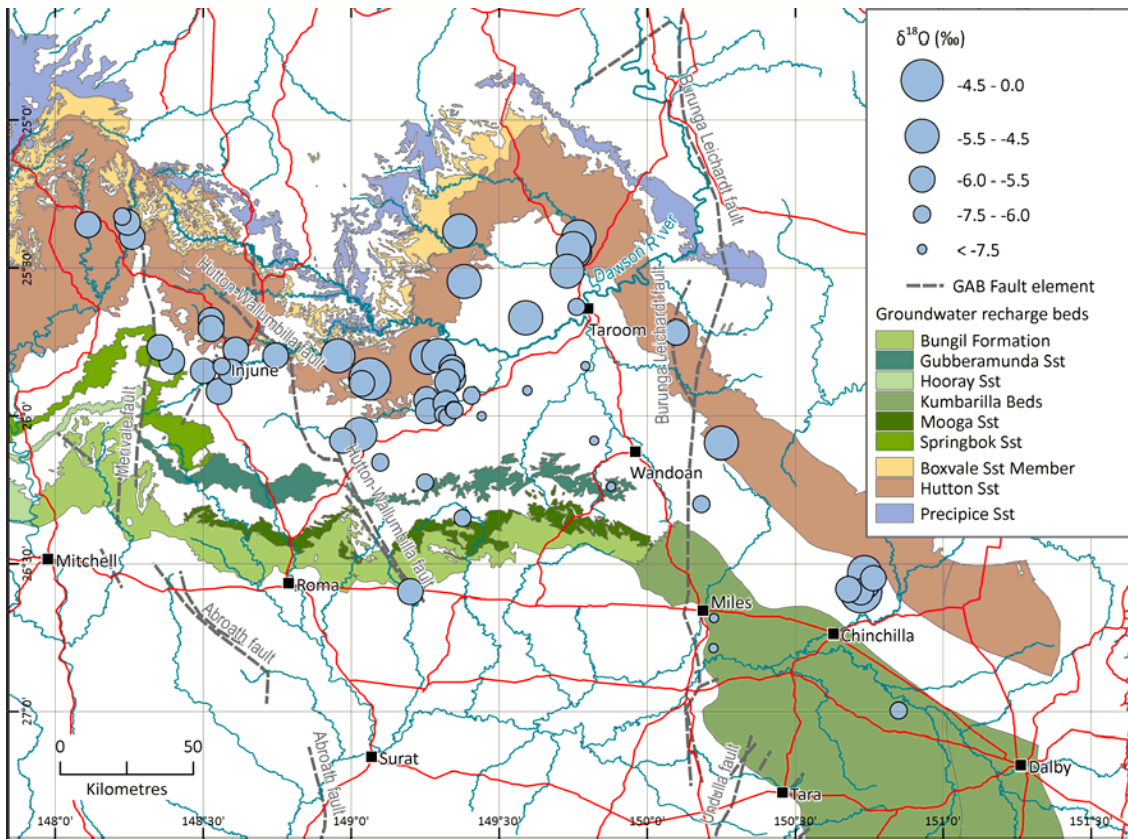 δ18O (‰)
-4.5 - 0.0
-5.5 - -4.5
-6.0 - -5.5
-7.5 - -6.0
< -7.5
GAB Fault element
Groundwater recharge beds
Bungil Formation
Gubberamunda Sst
Hooray Sst
Kumbarilla Beds
Mooga Sst
Springbok Sst
Boxvale Sst Member
Hutton Sst
Precipice Sst
25°0'
25°30'
26°0'
26°30'
27°0'
Burunga Leichardt fault
Dawson River
Hutton-Wallumbilla fault
Burunga Leichardt fault
Taroom
Injune
Merivale fault
Hutton-Wallumbilla fault
Wandoan
Mitchell
Roma
Miles
Chinchilla
Abroath fault
Abroath fault
Surat
Undulla fault
Tara
Dalby
0 50
Kilometres
148°0' 148°30' 149°0' 149°30' 150°0' 150°30' 151°0' 151°30'